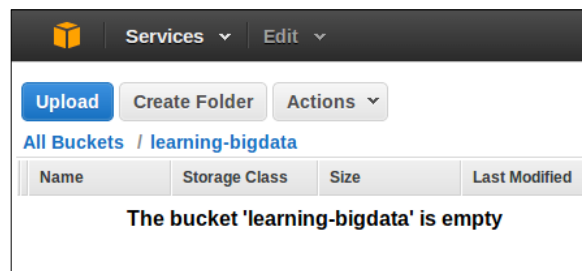 Services Edit
Upload Create Folder Actions
All Buckets / learning-bigdata
Name Storage Class Size Last Modified
The bucket 'learning-bigdata' is empty